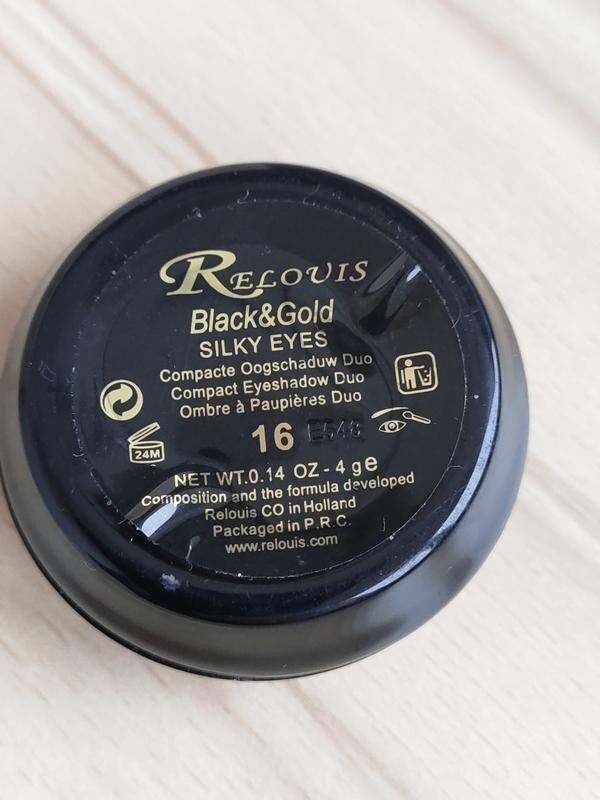 RELOUIS
Black&Gold
SILKY EYES
Compacte Oogschaduw Duo
Compact Eyeshadow Duo
Ombre à Paupières Duo
16
24M
NET WT.0.14 OZ - 4 g e
Composition and the formula developed
Relouis CO in Holland
Packaged in P.R.C.
www.relouis.com